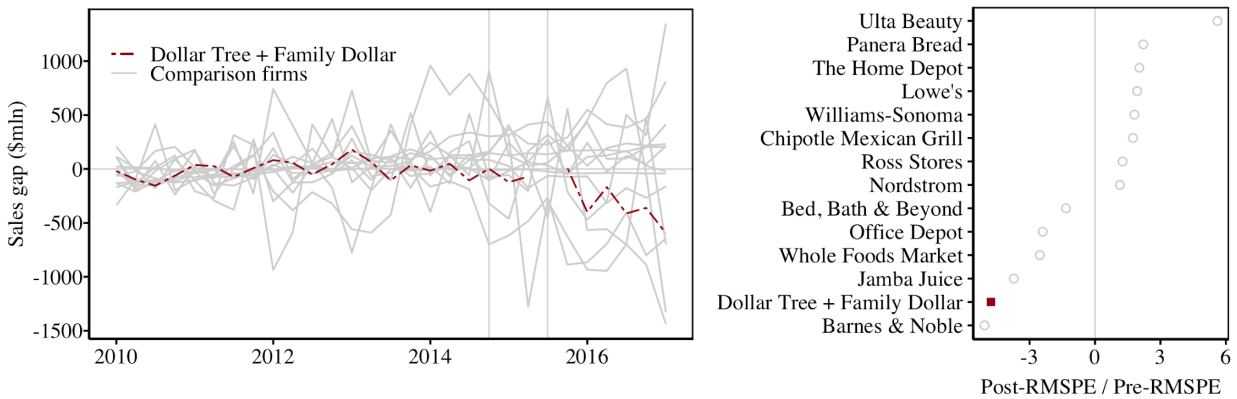 Dollar Tree + Family Dollar
Comparison firms
Sales gap ($mln)
1000
500
0
-500
-1000
-1500
2010
2012
2014
2016
Ulta Beauty
Panera Bread
The Home Depot
Lowe's
Williams-Sonoma
Chipotle Mexican Grill
Ross Stores
Nordstrom
Bed, Bath & Beyond
Office Depot
Whole Foods Market
Jamba Juice
Dollar Tree + Family Dollar
Barnes & Noble
-3
0
3
6
Post-RMSPE / Pre-RMSPE